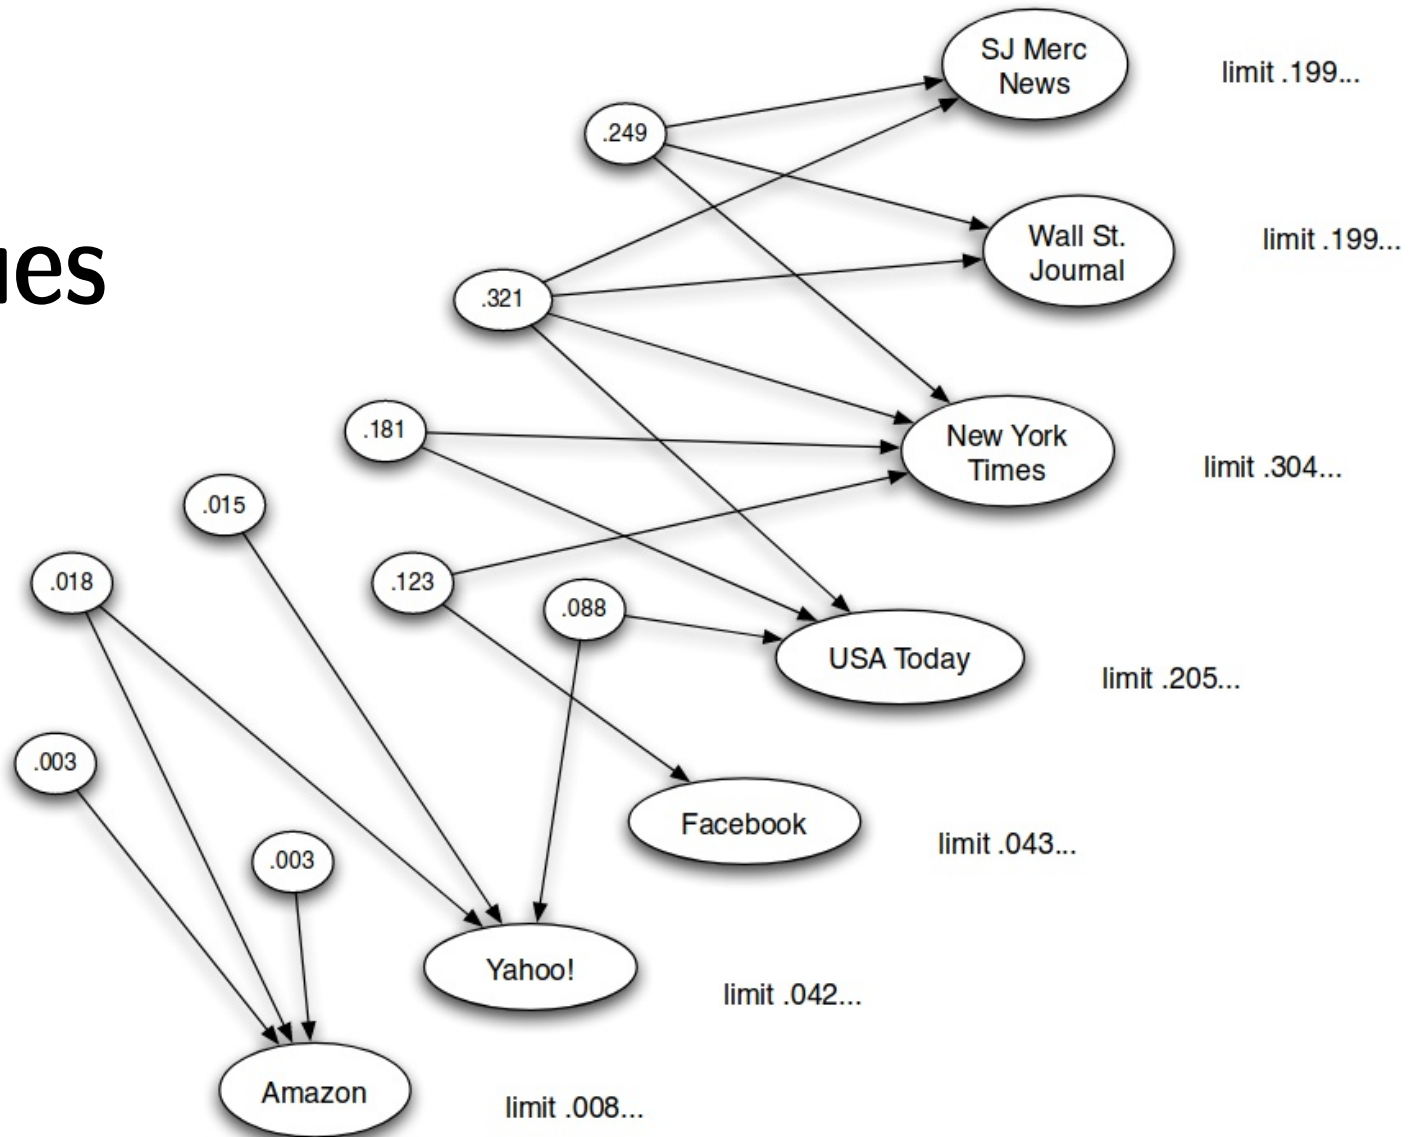 SJ Merc
News
limit .199...
.249
Wall St.
Journal
limit .199...
.321
.181
New York
Times
limit .304...
.015
.018
.123
.088
USA Today
limit .205...
.003
Facebook
limit .043...
.003
Yahoo!
limit .042...
Amazon
limit .008...